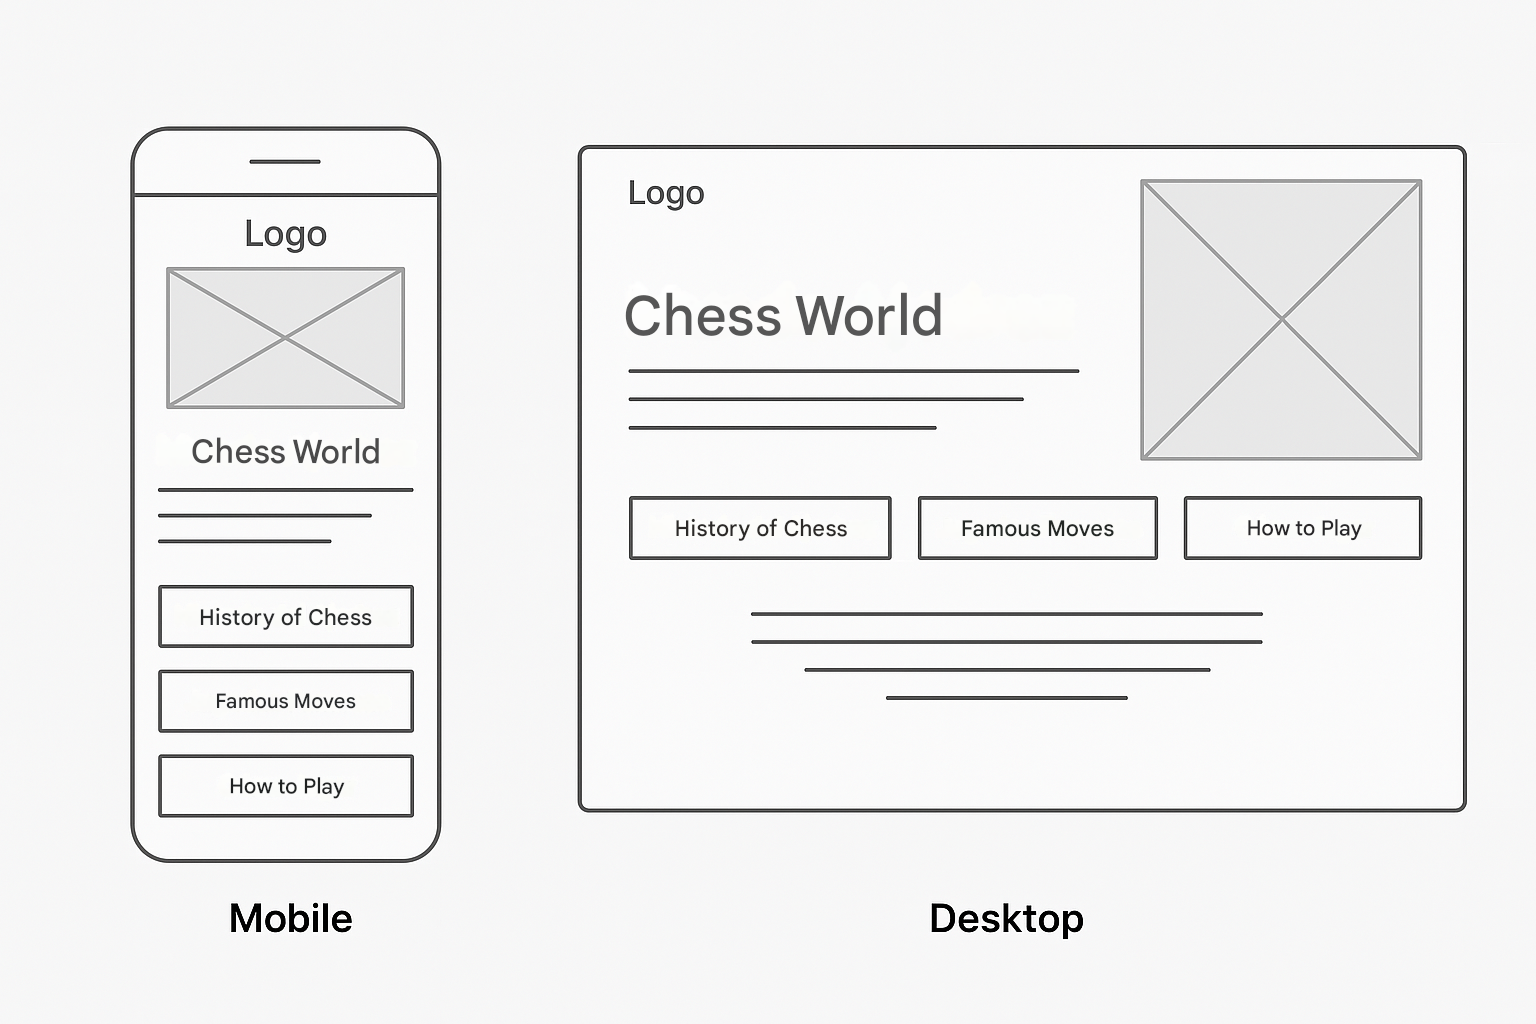 Logo
Chess World
History of Chess
Famous Moves
How to Play
Mobile
Logo
Chess World
History of Chess
Famous Moves
How to Play
Desktop